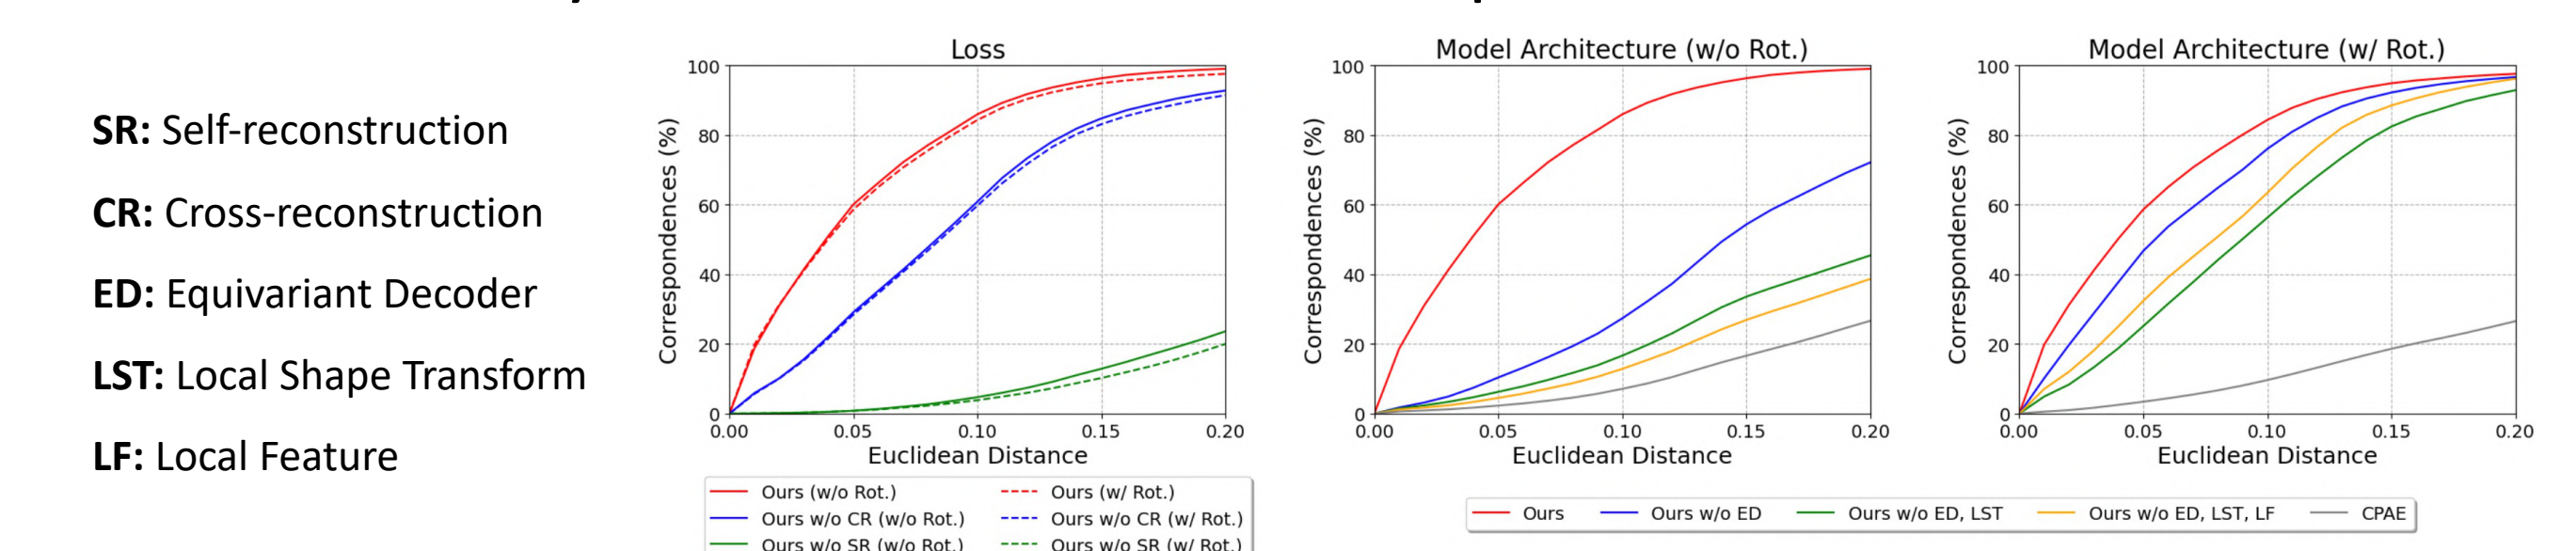 SR: Self-reconstruction
CR: Cross-reconstruction
ED: Equivariant Decoder
LST: Local Shape Transform
LF: Local Feature
Loss
Correspondences (%)
100
80
60
40
20
0
0.00 0.05 0.10 0.15 0.20
Euclidean Distance
Ours (w/o Rot.) Ours (w/ Rot.)
Ours w/o CR (w/o Rot.) Ours w/o CR (w/ Rot.)
Ours w/o SR (w/o Rot.) Ours w/o SR (w/ Rot.)
Model Architecture (w/o Rot.)
Correspondences (%)
100
80
60
40
20
0
0.00 0.05 0.10 0.15 0.20
Euclidean Distance
Model Architecture (w/ Rot.)
Correspondences (%)
100
80
60
40
20
0
0.00 0.05 0.10 0.15 0.20
Euclidean Distance
Ours Ours w/o ED Ours w/o ED, LST Ours w/o ED, LST, LF CPAE